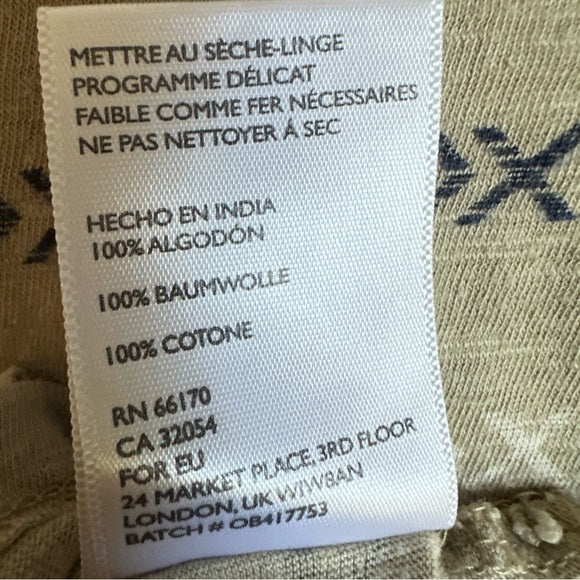 METTRE AU SÈCHE-LINGE
PROGRAMME DÉLICAT
FAIBLE COMME FER NÉCESSAIRES
NE PAS NETTOYER Á SEC
HECHO EN INDIA
100% ALGODÓN
100% BAUMWOLLE
100% COTONE
RN 66170
CA 32054
FOR EU
24 MARKET PLACE, 3RD FLOOR
LONDON, UK W1W8AN
BATCH # OB417753